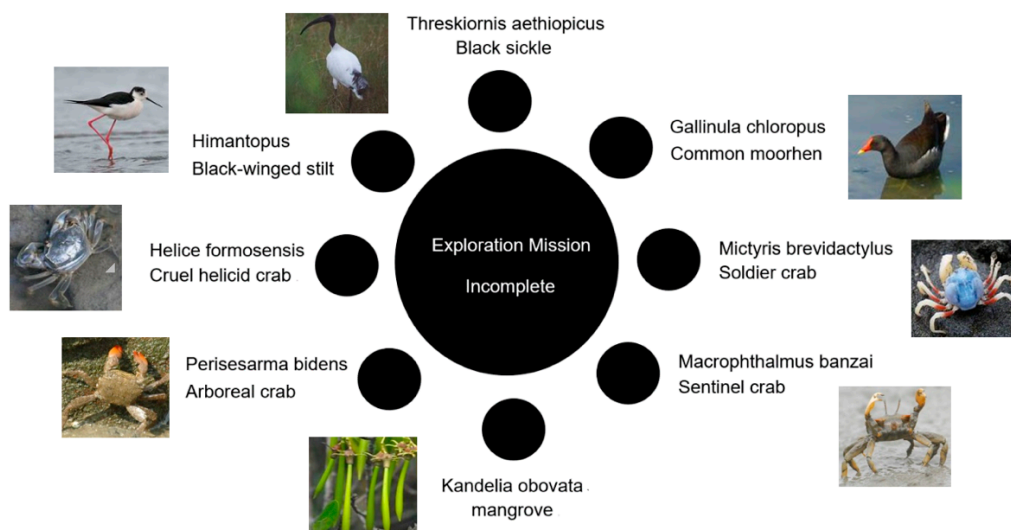 Threskiornis aethiopicus
Black sickle
Gallinula chloropus
Common moorhen
Himantopus
Black-winged stilt
Helice formosensis
Cruel helicid crab
Exploration Mission
Incomplete
Mictyris brevidactylus
Soldier crab
Perisesarma bidens
Arboreal crab
Macrophthalmus banzai
Sentinel crab
Kandelia obovata
mangrove